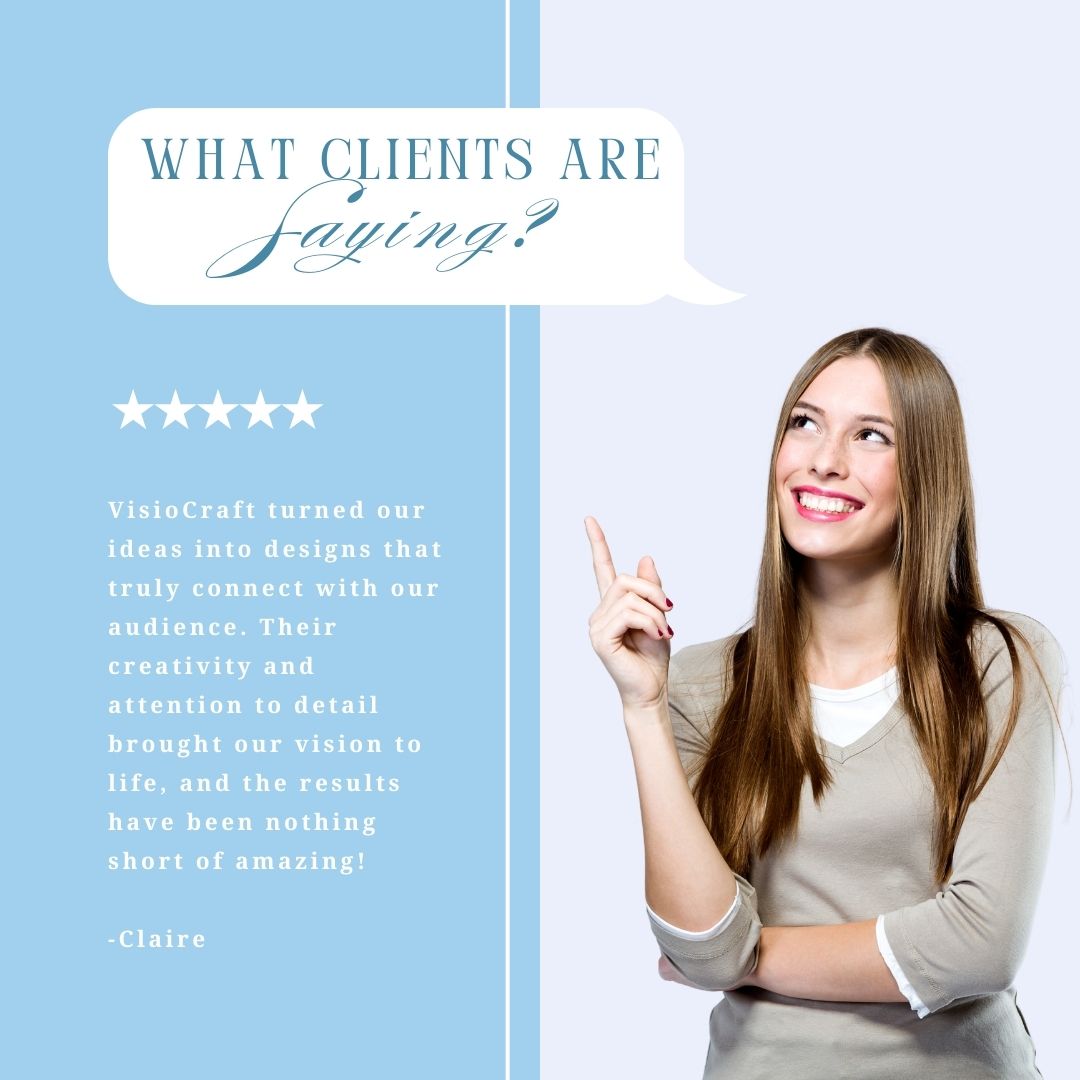 WHAT CLIENTS ARE
Saying?
★★★★★
VisioCraft turned our
ideas into designs that
truly connect with our
audience. Their
creativity and
attention to detail
brought our vision to
life, and the results
have been nothing
short of amazing!
-Claire